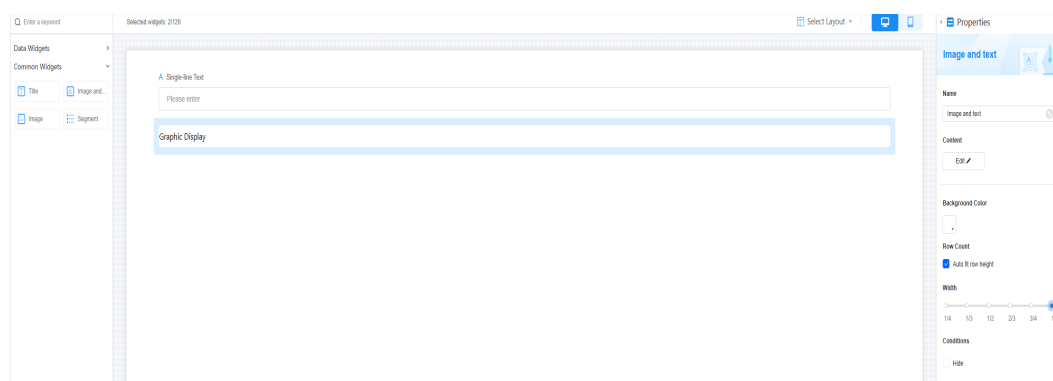 Enter a keyword
Selected widgets: 2/120
Select Layout
Properties
Data Widgets
Common Widgets
Title
Image and...
Image
Segment
A Single-line Text
Please enter
Graphic Display
Image and text
A
Name
Image and text
Content
Edit
Background Color
Row Count
Auto fit row height
Width
1/4 1/3 1/2 2/3 3/4
Conditions
Hide